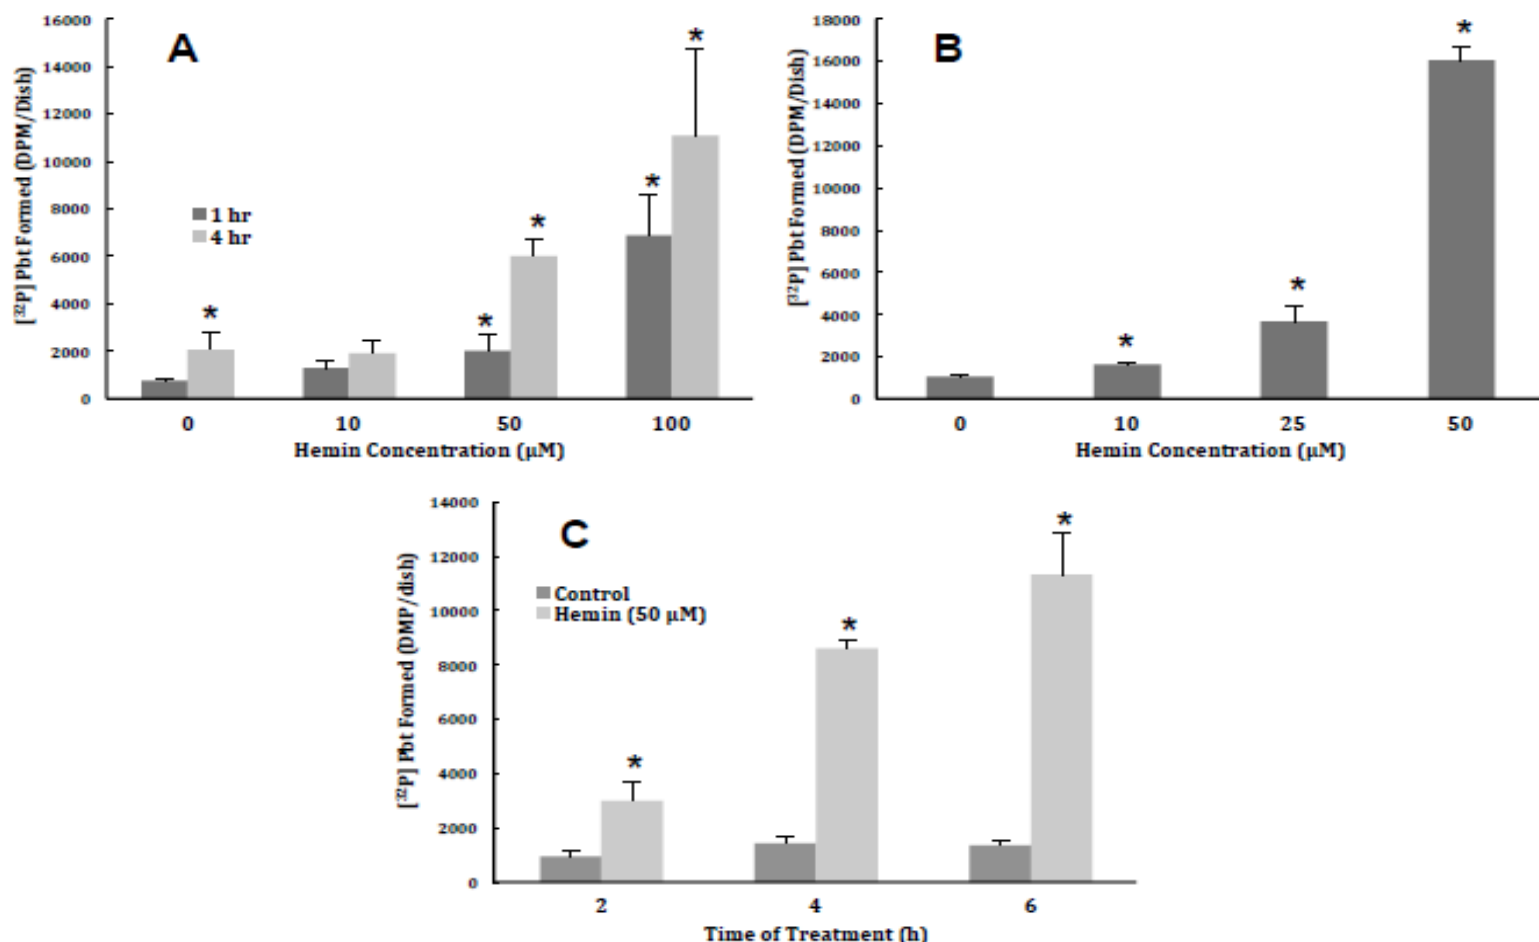 A
[³²P] Pbt Formed (DPM/Dish)
16000
14000
12000
10000
8000
6000
4000
2000
0
1 hr
4 hr
*
*
*
*
*
0 10 50 100
Hemin Concentration (µM)
B
[³²P] Pbt Formed (DPM/Dish)
18000
16000
14000
12000
10000
8000
6000
4000
2000
0
*
*
*
0 10 25 50
Hemin Concentration (µM)
C
[³²P] Pbt Formed (DMP/dish)
14000
12000
10000
8000
6000
4000
2000
0
Control
Hemin (50 µM)
*
*
*
2 4 6
Time of Treatment (h)